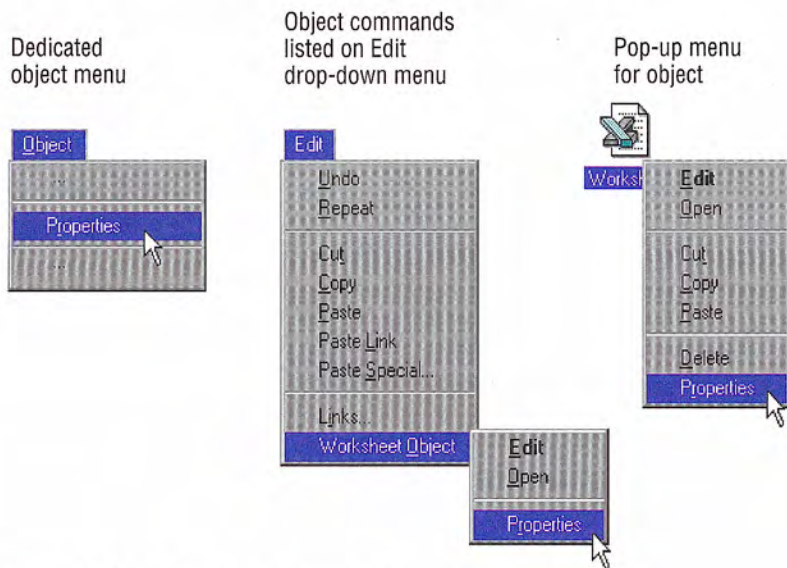 Dedicated
object menu
Object commands
listed on Edit
drop-down menu
Pop-up menu
for object
Object
...
Properties
...
Edit
Undo
Repeat
Cut
Copy
Paste
Paste Link
Paste Special...
Links...
Worksheet Object
Edit
Open
Properties
Worksh
Edit
Open
Cut
Copy
Paste
Delete
Properties